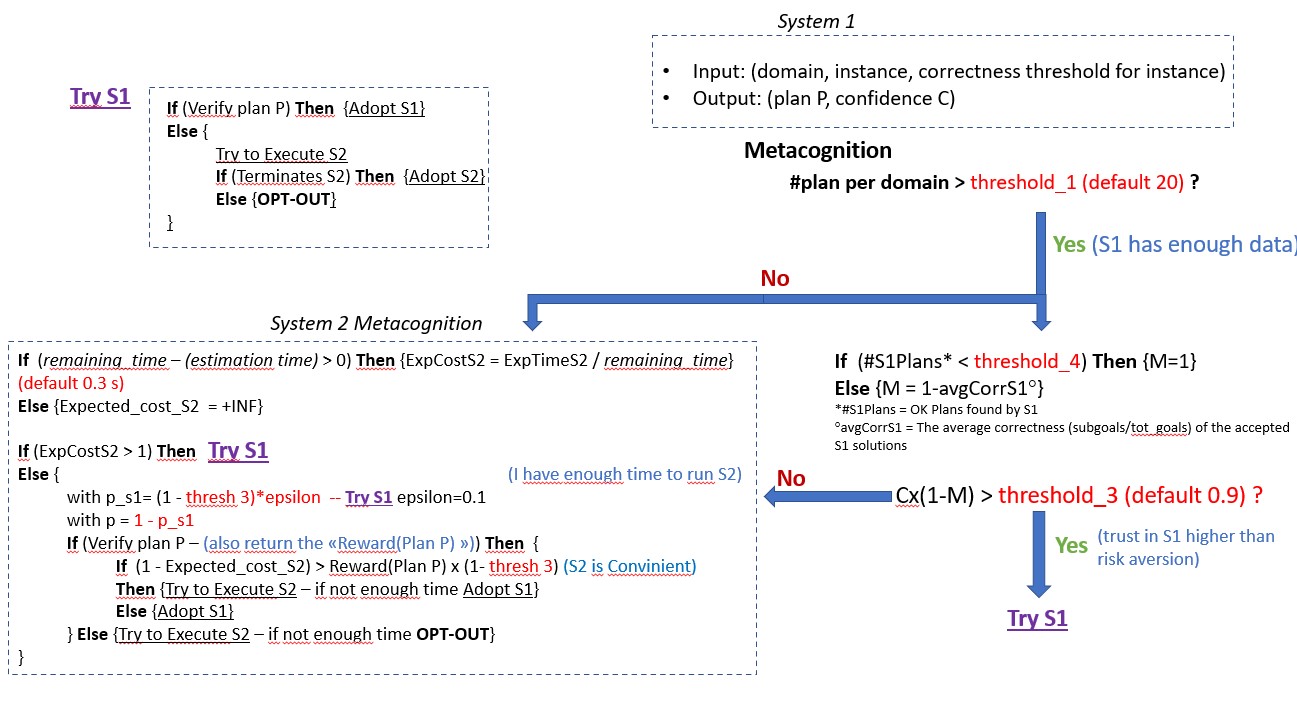 System 1
• Input: (domain, instance, correctness threshold for instance)
• Output: (plan P, confidence C)
Try S1
If (Verify plan P) Then {Adopt S1}
Else {
Try to Execute S2
If (Terminates S2) Then {Adopt S2}
Else {OPT-OUT}
}
Metacognition
#plan per domain > threshold_1 (default 20) ?
Yes (S1 has enough data)
No
System 2 Metacognition
If (remaining_time – (estimation time) > 0) Then {ExpCostS2 = ExpTimeS2 / remaining_time}
(default 0.3 s)
Else {Expected_cost_S2 = +INF}
If (ExpCostS2 > 1) Then Try S1
Else { (I have enough time to run S2)
with p_s1= (1 - thresh 3)*epsilon -- Try S1 epsilon=0.1
with p = 1 - p_s1
If (Verify plan P – (also return the «Reward(Plan P) »)) Then {
If (1 - Expected_cost_S2) > Reward(Plan P) x (1- thresh 3) (S2 is Convinient)
Then {Try to Execute S2 – if not enough time Adopt S1}
Else {Adopt S1}
} Else {Try to Execute S2 – if not enough time OPT-OUT}
}
If (#S1Plans* < threshold_4) Then {M=1}
Else {M = 1-avgCorrS1°}
*#S1Plans = OK Plans found by S1
°avgCorrS1 = The average correctness (subgoals/tot_goals) of the accepted
S1 solutions
No
Cx(1-M) > threshold_3 (default 0.9) ?
Yes (trust in S1 higher than
risk aversion)
Try S1